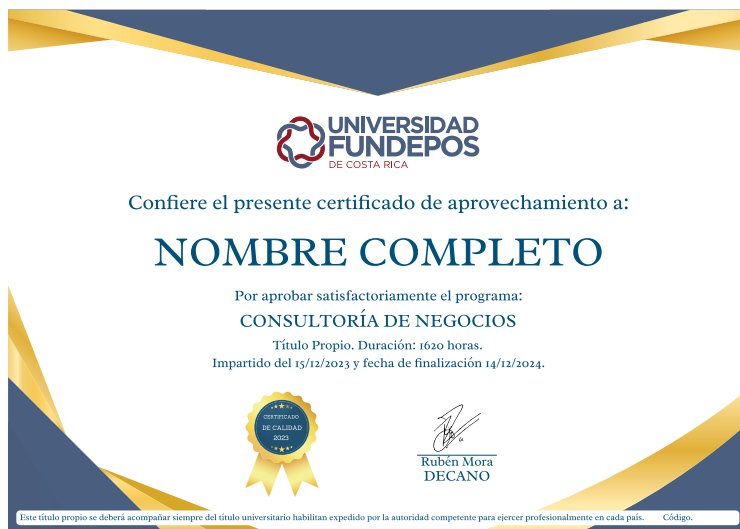 UNIVERSIDAD
FUNDEPOS
DE COSTA RICA
Confiere el presente certificado de aprovechamiento a:
NOMBRE COMPLETO
Por aprobar satisfactoriamente el programa:
CONSULTORÍA DE NEGOCIOS
Título Propio. Duración: 1620 horas.
Impartido del 15/12/2023 y fecha de finalización 14/12/2024.
CERTIFICADO
DE CALIDAD
2023
Rubén Mora
DECANO
Este título propio se deberá acompañar siempre del título universitario habilitan expedido por la autoridad competente para ejercer profesionalmente en cada país. Código.